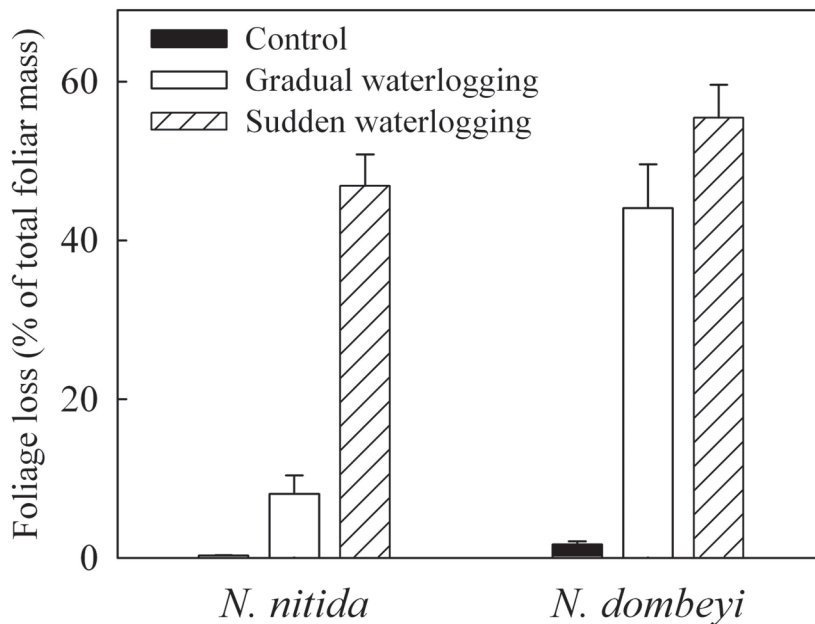 Control
Gradual waterlogging
Sudden waterlogging
Foliage loss (% of total foliar mass)
60
40
20
0
N. nitida
N. dombeyi